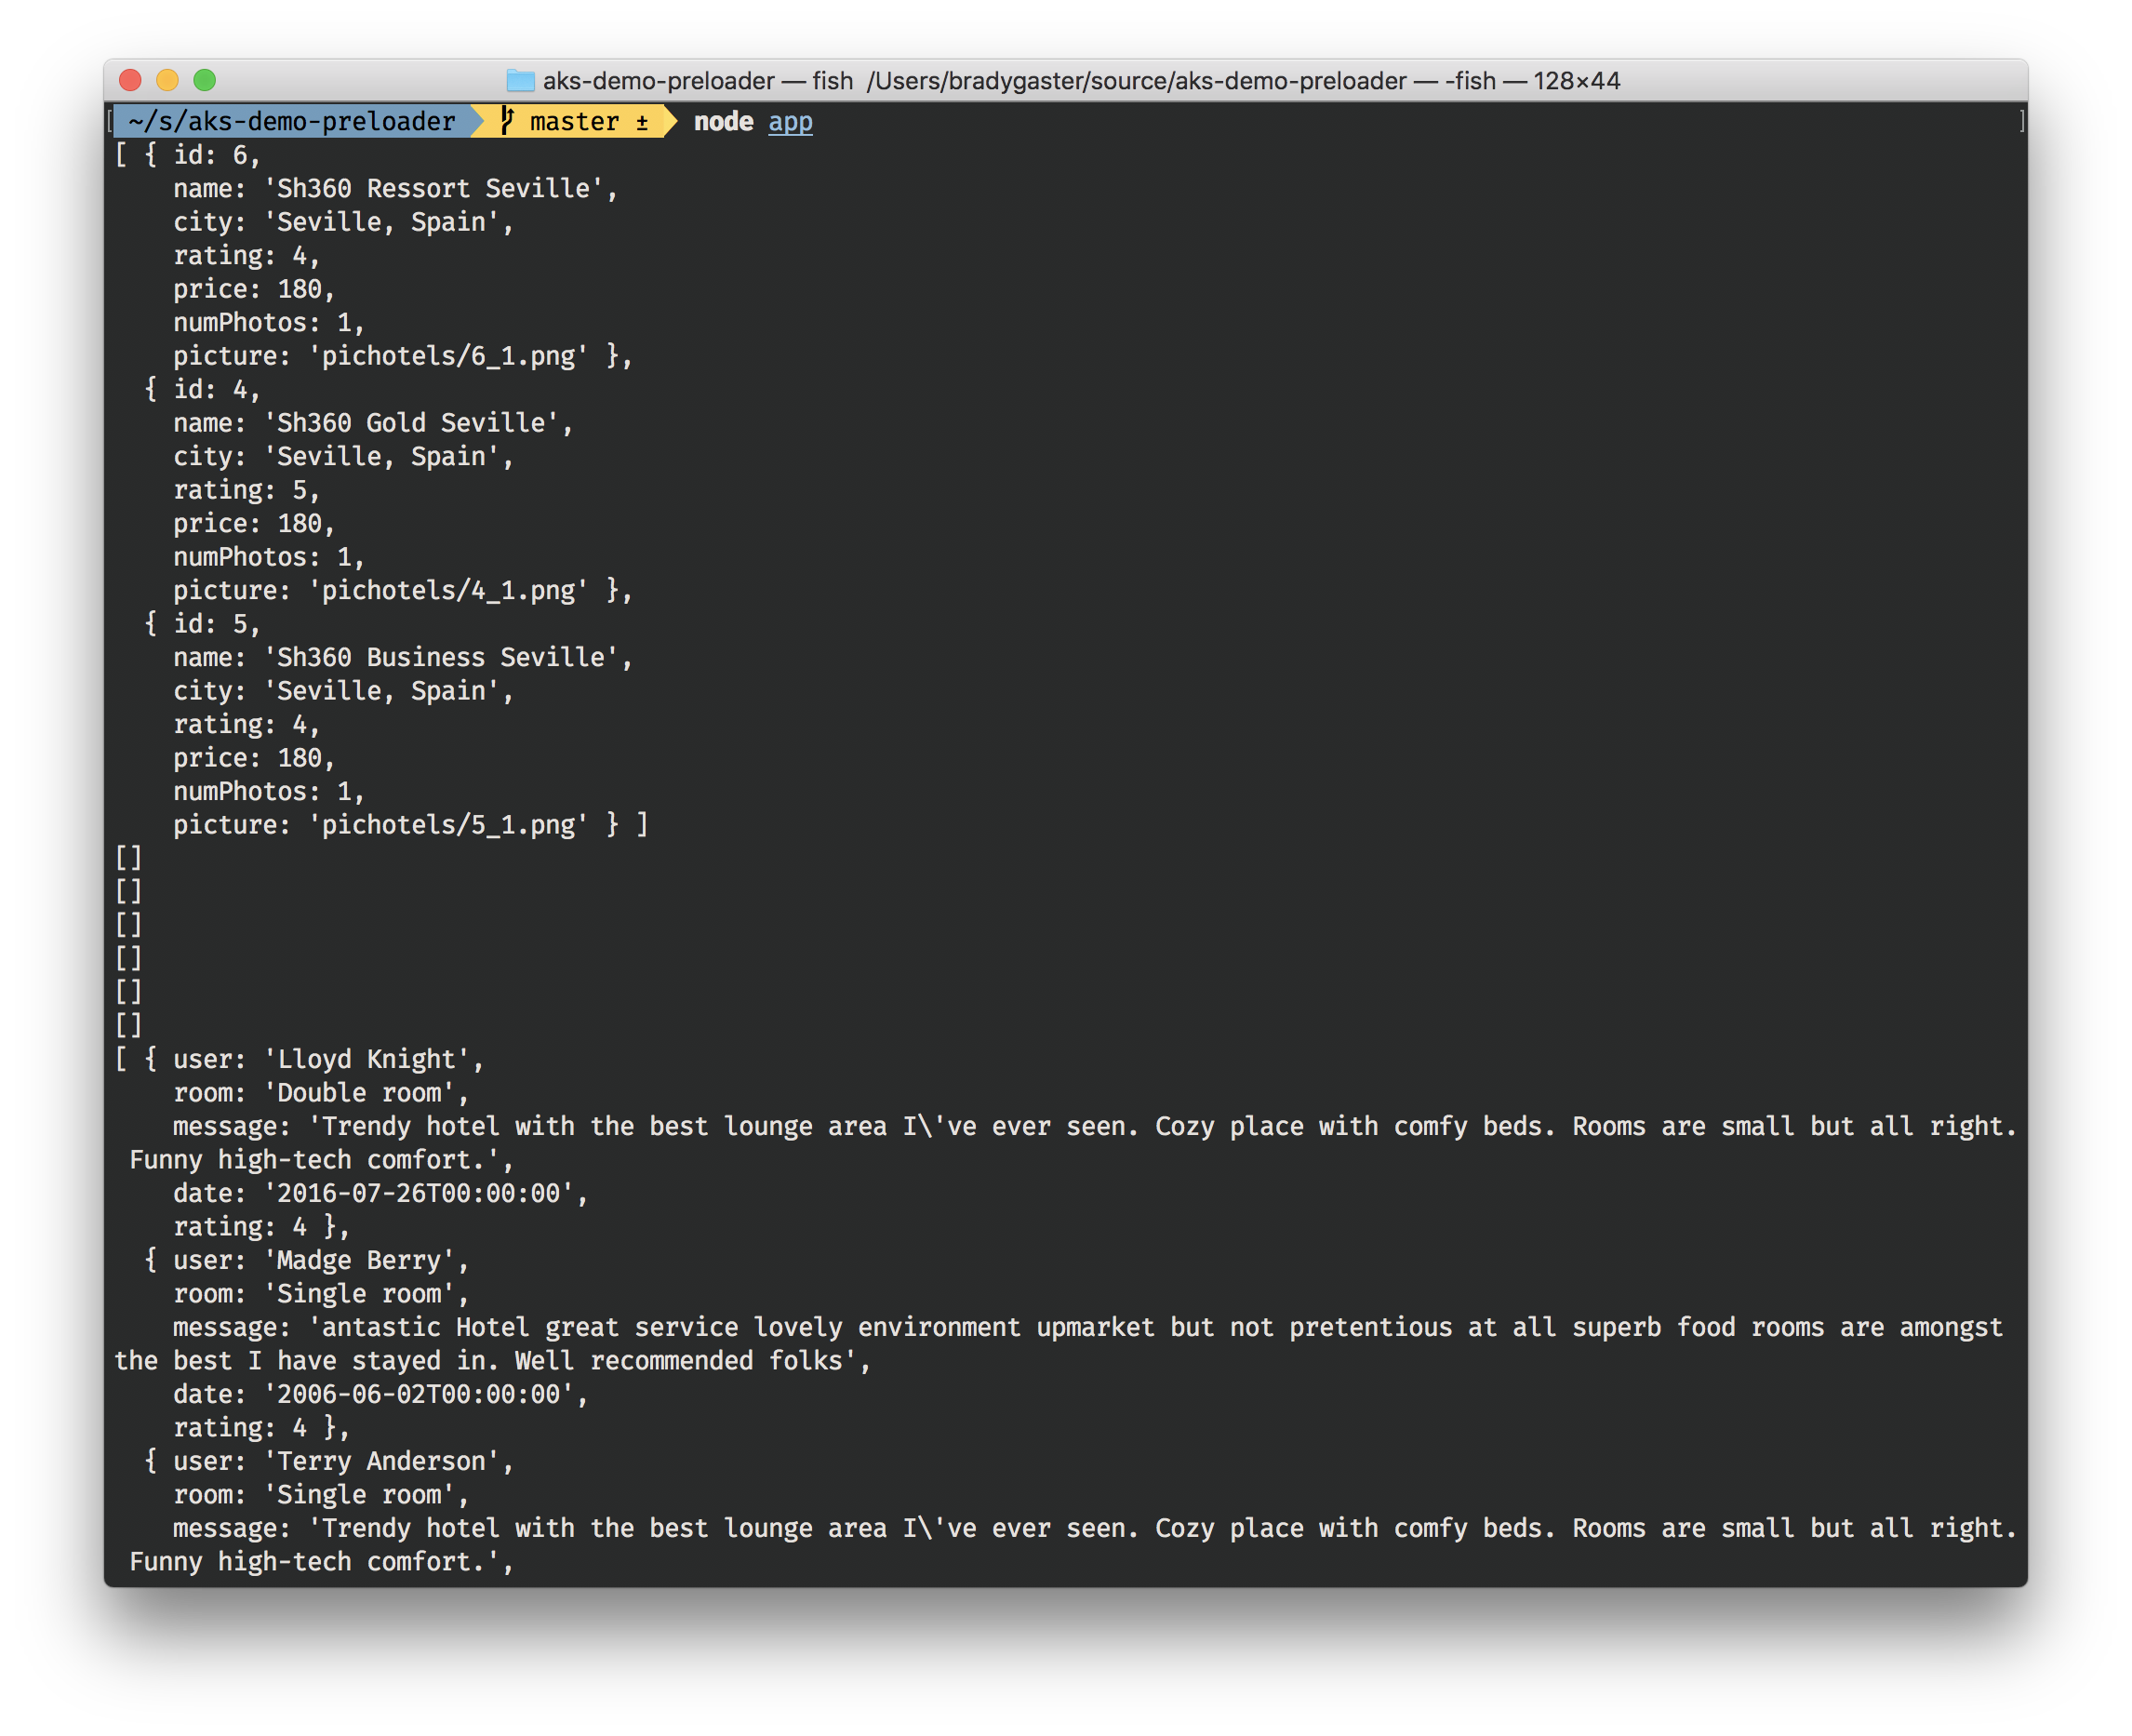 aks-demo-preloader — fish /Users/bradygaster/source/aks-demo-preloader — -fish — 128×44
[ ~/s/aks-demo-preloader master ± node app ]
[ { id: 6,
name: 'Sh360 Ressort Seville',
city: 'Seville, Spain',
rating: 4,
price: 180,
numPhotos: 1,
picture: 'pichotels/6_1.png' },
{ id: 4,
name: 'Sh360 Gold Seville',
city: 'Seville, Spain',
rating: 5,
price: 180,
numPhotos: 1,
picture: 'pichotels/4_1.png' },
{ id: 5,
name: 'Sh360 Business Seville',
city: 'Seville, Spain',
rating: 4,
price: 180,
numPhotos: 1,
picture: 'pichotels/5_1.png' } ]
[]
[]
[]
[]
[]
[]
[ { user: 'Lloyd Knight',
room: 'Double room',
message: 'Trendy hotel with the best lounge area I\'ve ever seen. Cozy place with comfy beds. Rooms are small but all right.
Funny high-tech comfort.',
date: '2016-07-26T00:00:00',
rating: 4 },
{ user: 'Madge Berry',
room: 'Single room',
message: 'antastic Hotel great service lovely environment upmarket but not pretentious at all superb food rooms are amongst
the best I have stayed in. Well recommended folks',
date: '2006-06-02T00:00:00',
rating: 4 },
{ user: 'Terry Anderson',
room: 'Single room',
message: 'Trendy hotel with the best lounge area I\'ve ever seen. Cozy place with comfy beds. Rooms are small but all right.
Funny high-tech comfort.',